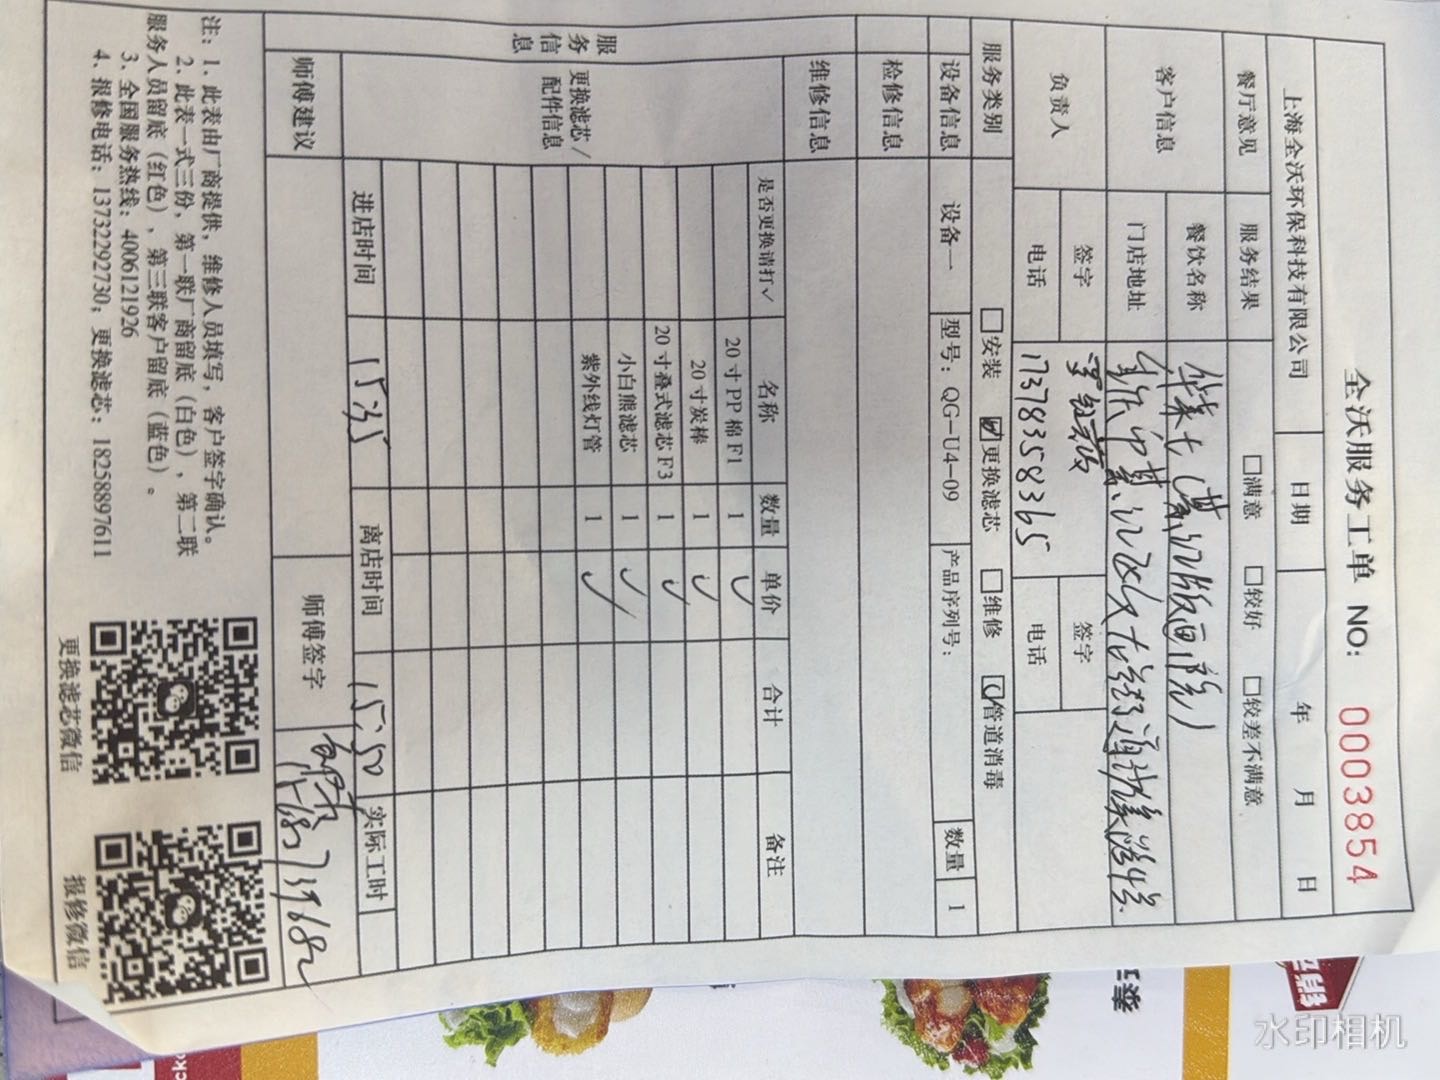 全沃服务工单 NO: 0003854
上海全沃环保科技有限公司 日期 年 月 日
餐厅意见 服务结果 □满意 □较好 □较差不满意
客户信息 餐饮名称 华莱士
门店地址
负责人 签字 签字
电话 17378358365 电话
服务类别 □安装 ☑更换滤芯 □维修 ☑管道消毒
设备信息 设备一 型号：QG-U4-09 产品序列号： 数量 1
检修信息
维修信息
服务信息
更换滤芯/配件信息
是否更换请打✓ 名称 数量 单价 合计 备注
20寸PP棉F1 1 ✓
20寸炭棒 1 ✓
20寸叠式滤芯F3 1 ✓
小白熊滤芯 1 ✓
紫外线灯管 1 ✓
进店时间 15:35 离店时间 15:50 实际工时
师傅建议 师傅签字
注：1、此表由厂商提供，维修人员填写，客户签字确认。
2、此表一式三份，第一联厂商留底（白色），第二联
服务人员留底（红色），第三联客户留底（蓝色）。
3、全国服务热线：4006121926
4、报修电话：13732292730；更换滤芯：18258897611
更换滤芯微信
报修微信
水印相机